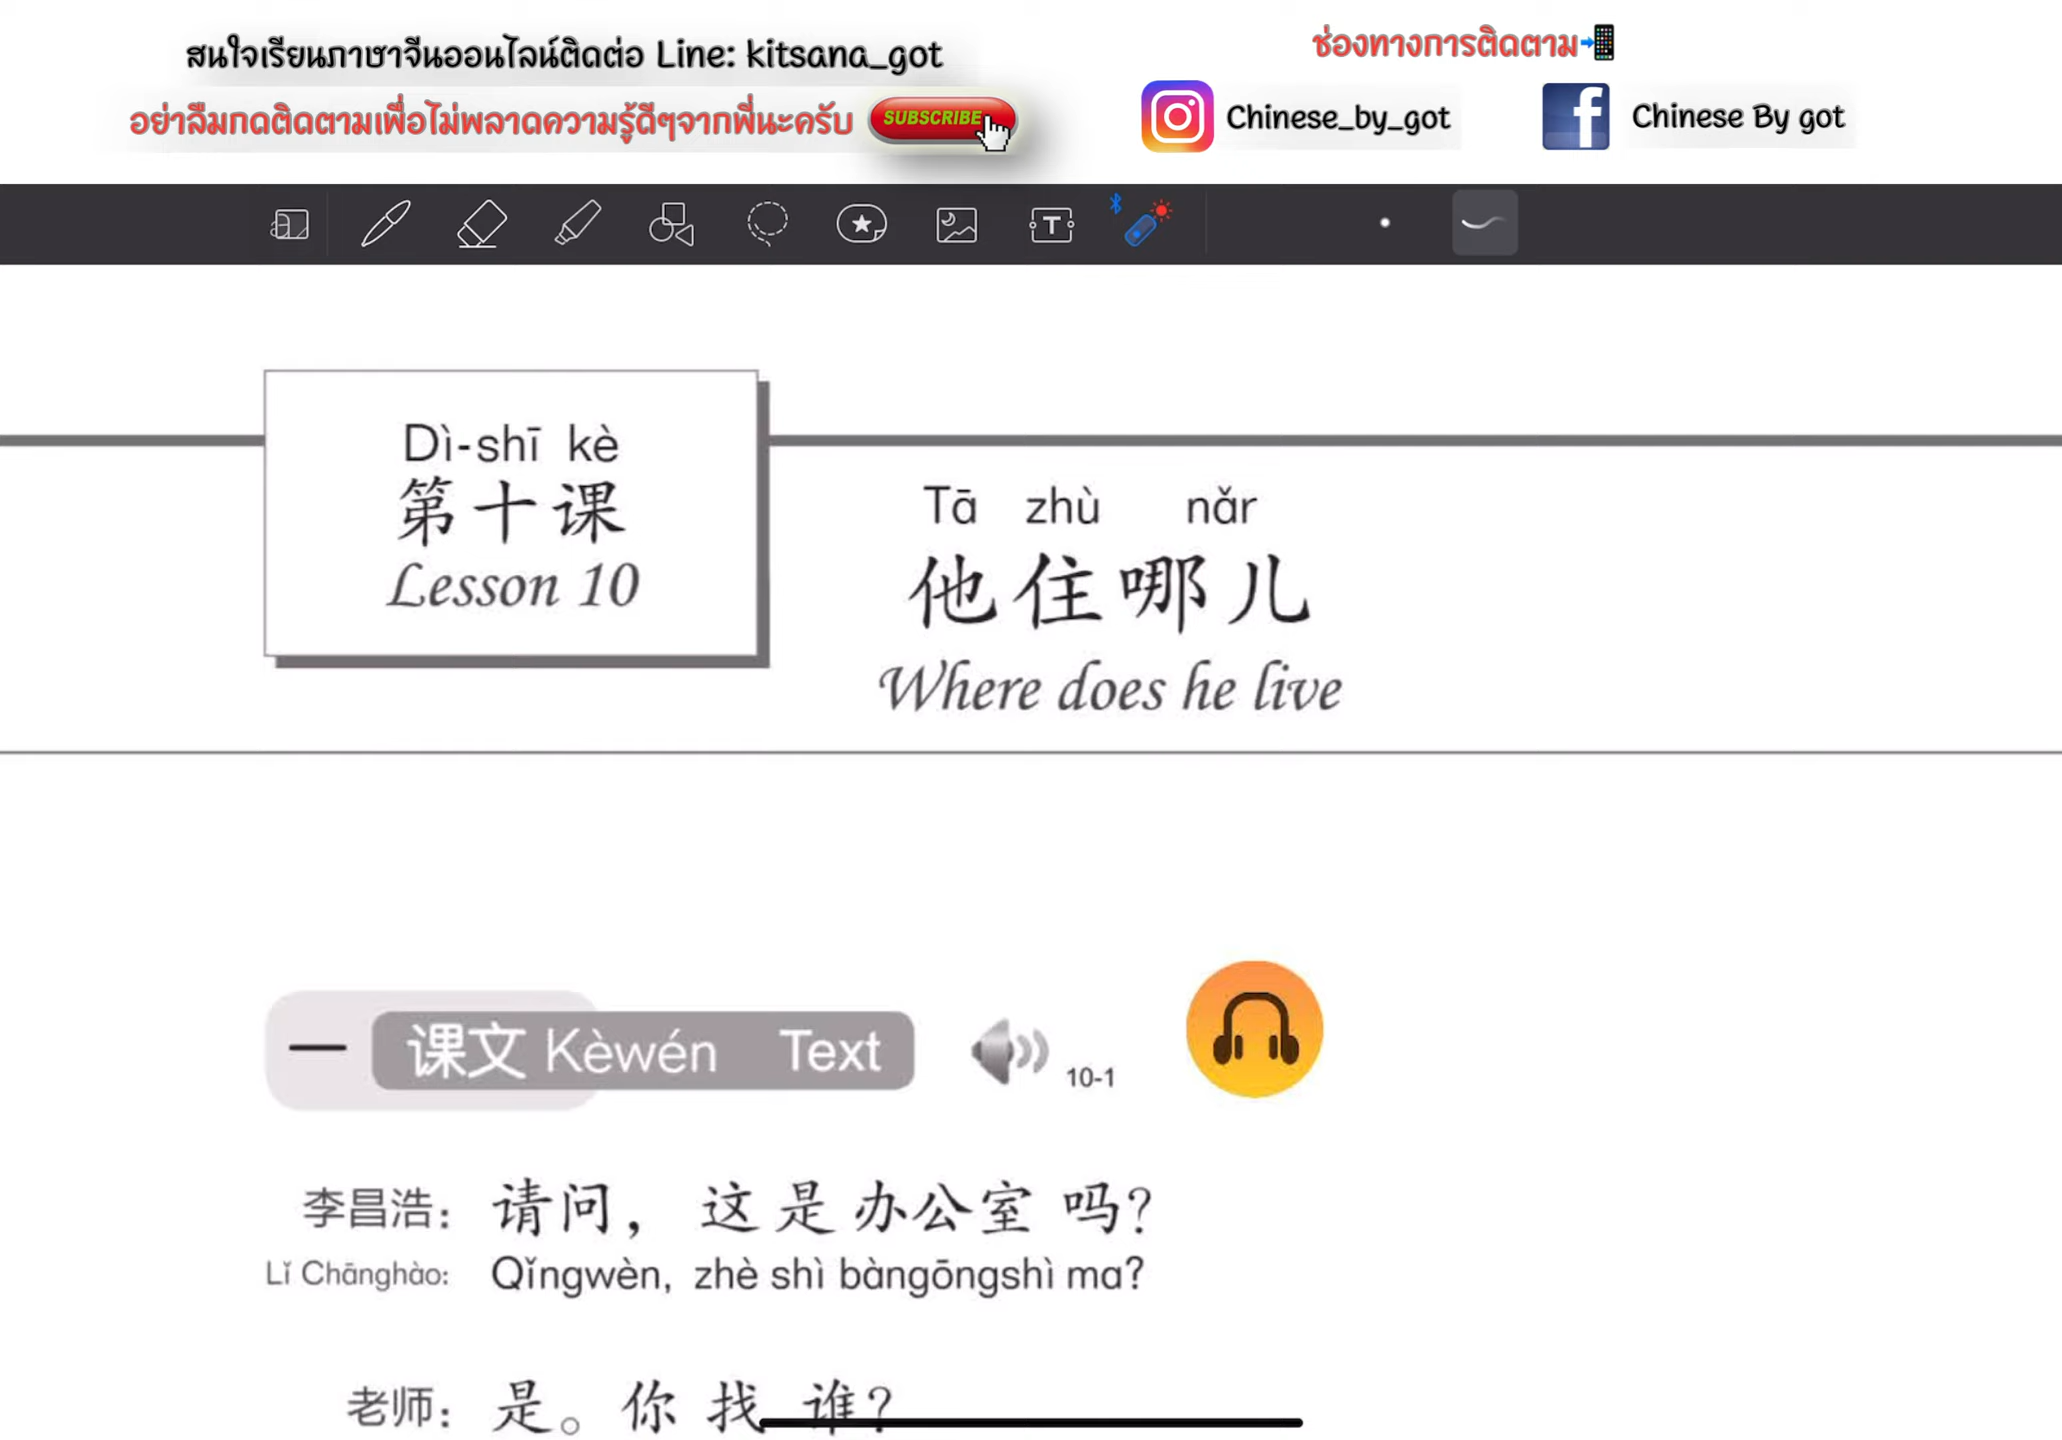 สนใจเรียนภาษาจีนออนไลน์ติดต่อ Line: kitsana_got
อย่าลืมกดติดตามเพื่อไม่พลาดความรู้ดีๆจากพี่นะครับ SUBSCRIBE
ช่องทางการติดตาม
Chinese_by_got
Chinese By got
Dì-shī kè
第十课
Lesson 10
Tā zhù nǎr
他住哪儿
Where does he live
一 课文 Kèwén Text 10-1
李昌浩： 请问， 这是办公室吗？
Lǐ Chānghào: Qǐngwèn, zhè shì bàngōngshì ma?
老师： 是。你找谁？